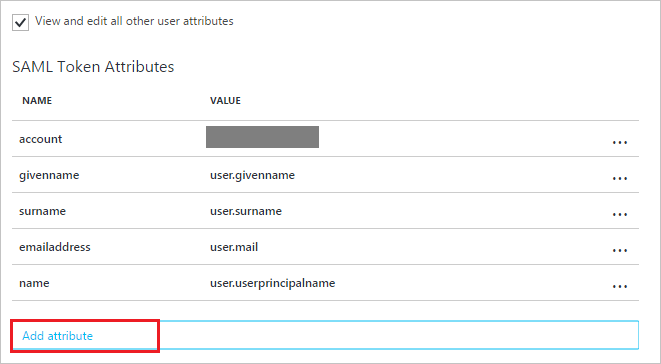 View and edit all other user attributes
SAML Token Attributes
NAME VALUE
account ...
givenname user.givenname ...
surname user.surname ...
emailaddress user.mail ...
name user.userprincipalname ...
Add attribute